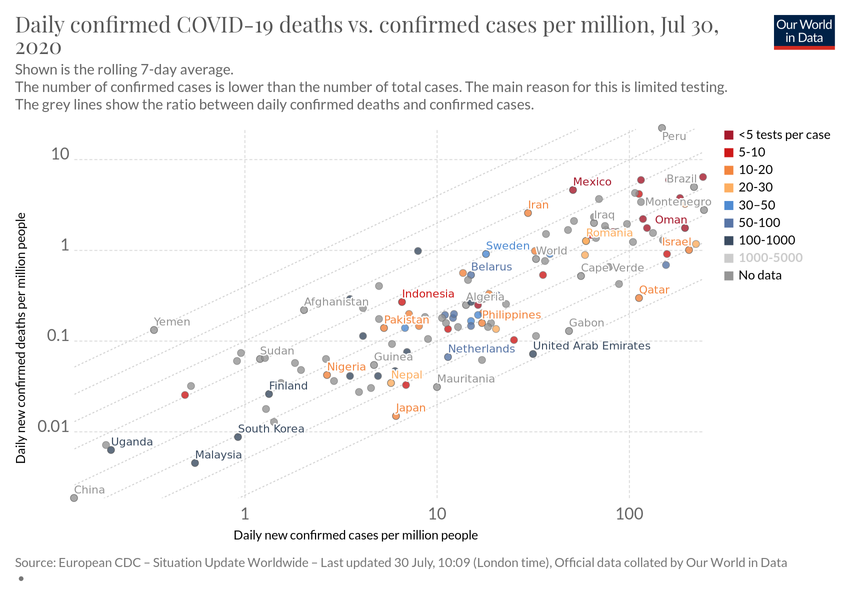 Daily confirmed COVID-19 deaths vs. confirmed cases per million, Jul 30,
2020
Our World
in Data
Shown is the rolling 7-day average.
The number of confirmed cases is lower than the number of total cases. The main reason for this is limited testing.
The grey lines show the ratio between daily confirmed deaths and confirmed cases.
Daily new confirmed deaths per million people
10
1
0.1
0.01
Peru
Mexico
Brazil
Montenegro
Iran
Iraq
Oman
Romania
Israel
Sweden
World
Belarus
Cape Verde
Qatar
Indonesia
Algeria
Afghanistan
Pakistan
Philippines
Yemen
Gabon
Sudan
Guinea
Netherlands
United Arab Emirates
Nigeria
Nepal
Mauritania
Finland
Japan
South Korea
Uganda
Malaysia
China
1
10
100
Daily new confirmed cases per million people
<5 tests per case
5-10
10-20
20-30
30–50
50-100
100-1000
1000-5000
No data
Source: European CDC – Situation Update Worldwide – Last updated 30 July, 10:09 (London time), Official data collated by Our World in Data